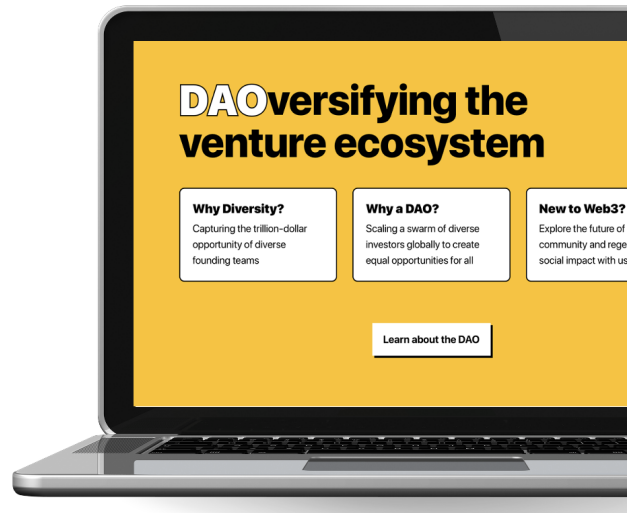 DAOversifying the
venture ecosystem
Why Diversity?
Capturing the trillion-dollar
opportunity of diverse
founding teams
Why a DAO?
Scaling a swarm of diverse
investors globally to create
equal opportunities for all
New to Web3?
Explore the future of
community and rege
social impact with us
Learn about the DAO